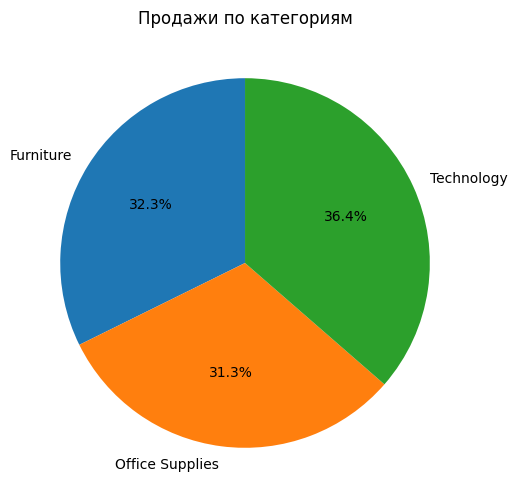 Продажи по категориям
Furniture
Technology
32.3%
36.4%
31.3%
Office Supplies